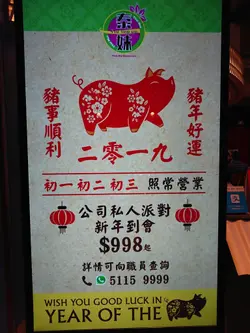 泰妹
豬事順利
豬年好運
二零一九
初一初二初三 照常營業
公司私人派對
新年到會
$998起
詳情可向職員查詢
5115 9999
WISH YOU GOOD LUCK IN
YEAR OF THE